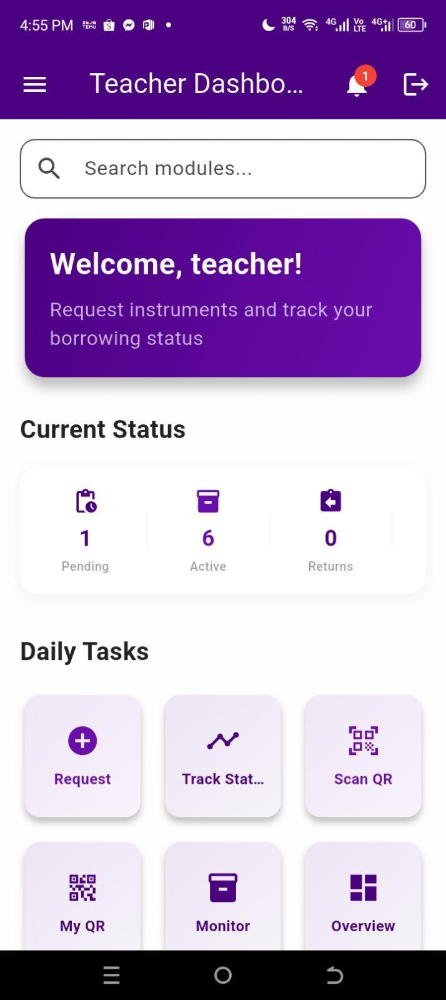 4:55 PM TEMU 304 B/S 4G Vo LTE 4G+ 60
Teacher Dashbo... 1
Search modules...
Welcome, teacher!
Request instruments and track your
borrowing status
Current Status
1 6 0
Pending Active Returns
Daily Tasks
Request Track Stat... Scan QR
My QR Monitor Overview